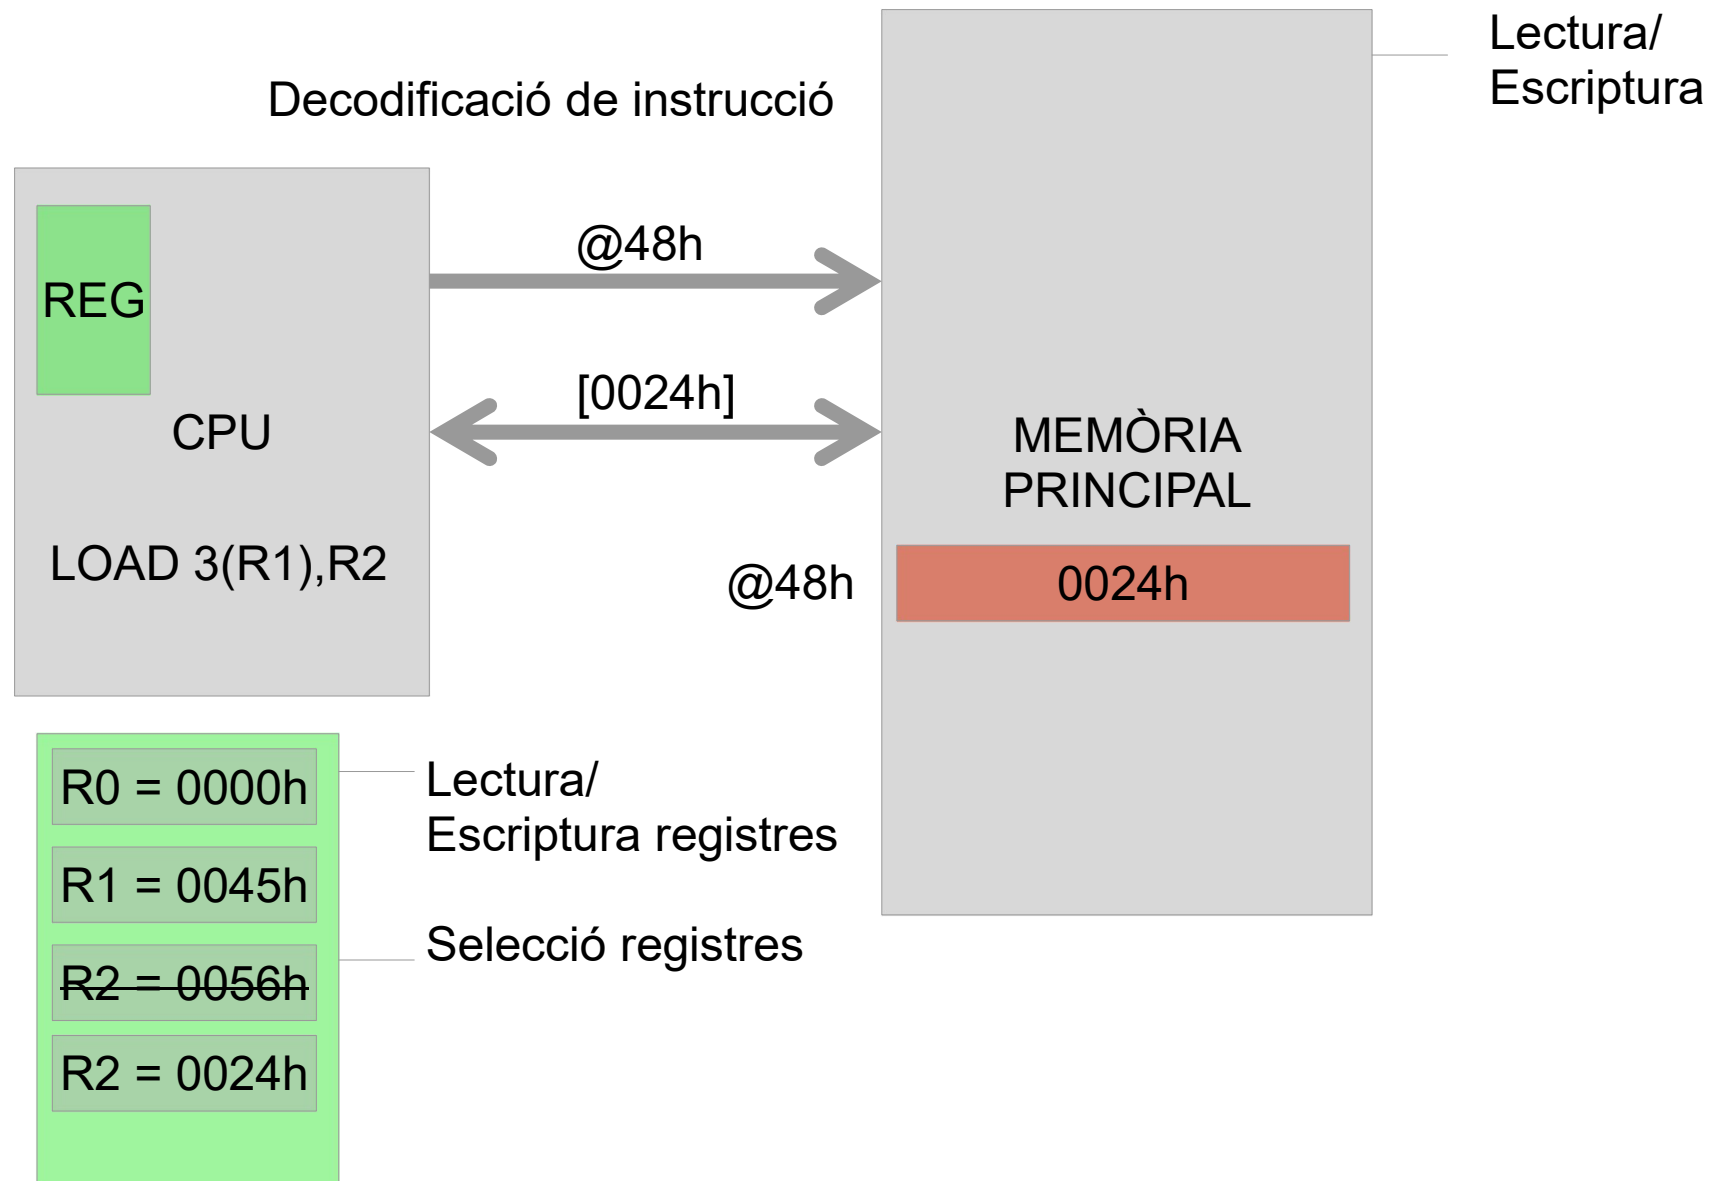 Lectura/
Escriptura
Decodificació de instrucció
@48h
REG
[0024h]
CPU
MEMÒRIA
PRINCIPAL
LOAD 3(R1),R2
@48h
0024h
R0 = 0000h
Lectura/
Escriptura registres
R1 = 0045h
Selecció registres
R2 = 0056h
R2 = 0024h